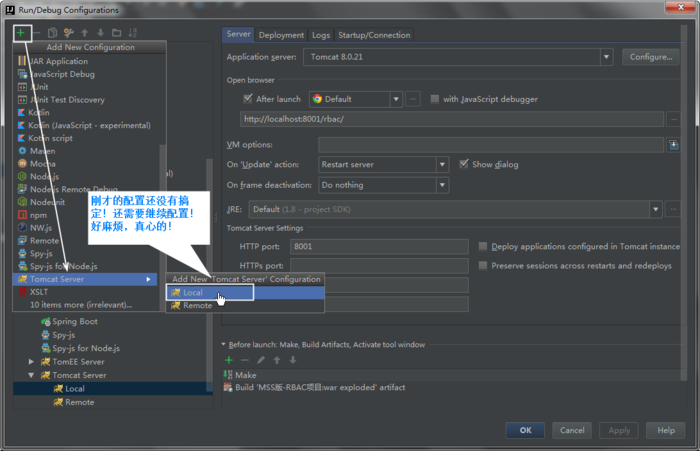 Run/Debug Configurations
Add New Configuration
JAR Application
JavaScript Debug
JUnit
JUnit Test Discovery
Kotlin
Kotlin (JavaScript - experimental)
Kotlin script
Maven
Mocha
Node.js
Node.js Remote Debug
Nodeunit
npm
NW.js
Remote
Spy-js
Spy-js for Node.js
Tomcat Server
XSLT
10 items more (irrelevant)...
刚才的配置还没有搞
定！还需要继续配置！
好麻烦，真心的！
Add New 'Tomcat Server' Configuration
Local
Remote
Spring Boot
Spy-js
Spy-js for Node.js
TomEE Server
Tomcat Server
Local
Remote
Server Deployment Logs Startup/Connection
Application server: Tomcat 8.0.21 Configure...
Open browser
After launch Default ... with JavaScript debugger
http://localhost:8001/rbac/ ...
VM options:
On 'Update' action: Restart server Show dialog
On frame deactivation: Do nothing
JRE: Default (1.8 - project SDK) ...
Tomcat Server Settings
HTTP port: 8001 Deploy applications configured in Tomcat instance
HTTPs port: Preserve sessions across restarts and redeploys
Before launch: Make, Build Artifacts, Activate tool window
Make
Build 'MSS版-RBAC项目:war exploded' artifact
OK Cancel Apply Help